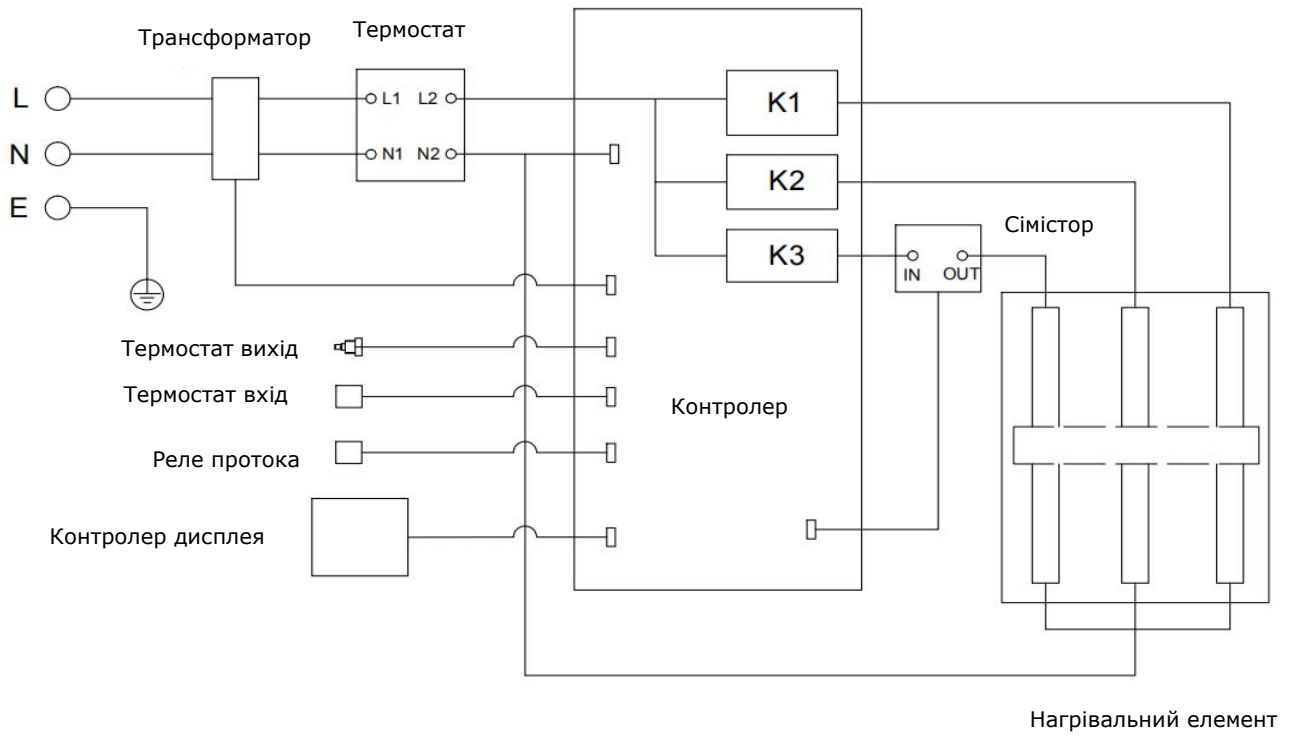 Трансформатор
Термостат
L
L1 L2
K1
N
N1 N2
K2
E
Сімістор
K3
IN OUT
Термостат вихід
Термостат вхід
Контролер
Реле протока
Контролер дисплея
Нагрівальний елемент